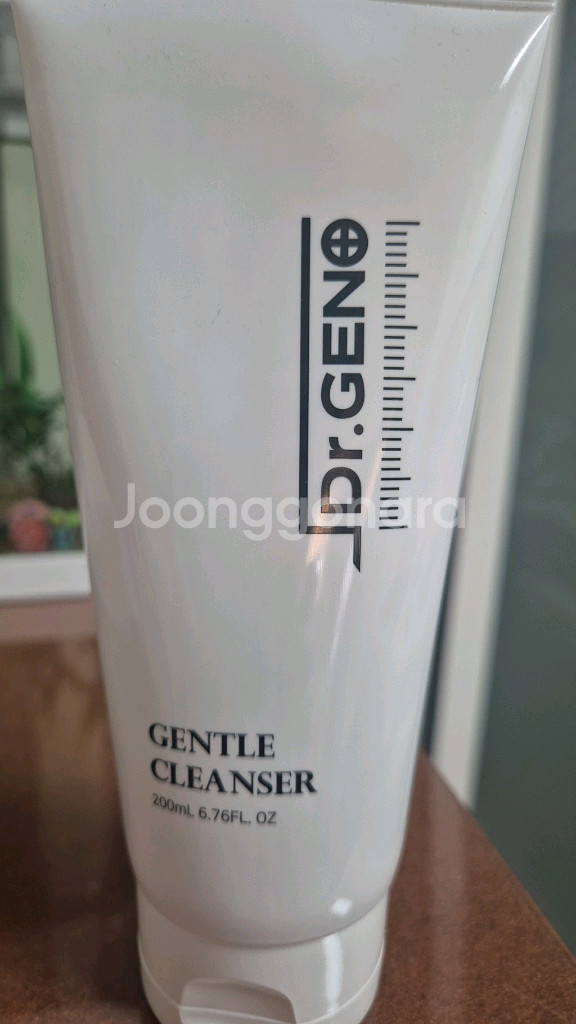 Dr.GENO
Joonggonara
GENTLE
CLEANSER
200mL 6.76FL. OZ